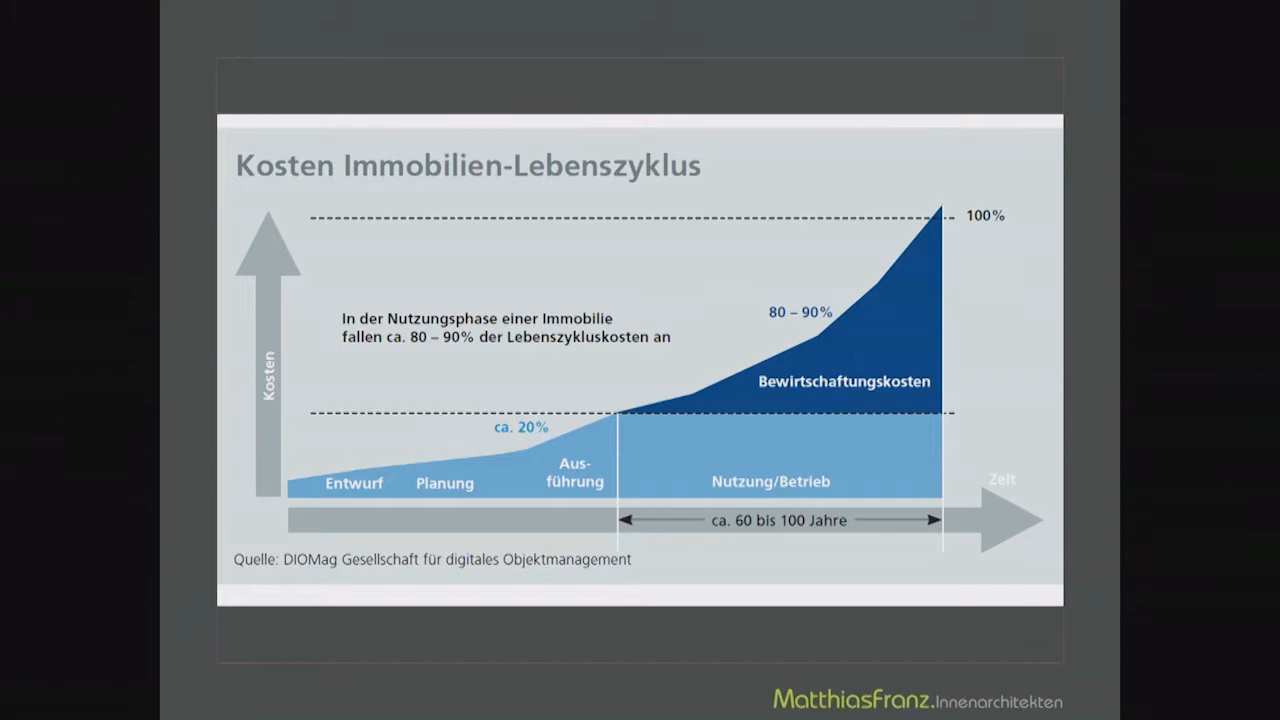 Kosten Immobilien-Lebenszyklus
100%
In der Nutzungsphase einer Immobilie
fallen ca. 80 – 90% der Lebenszykluskosten an
80 – 90%
Kosten
Bewirtschaftungskosten
ca. 20%
Entwurf
Planung
Aus-
führung
Nutzung/Betrieb
Zeit
ca. 60 bis 100 Jahre
Quelle: DIOMag Gesellschaft für digitales Objektmanagement
MatthiasFranz.Innenarchitekten